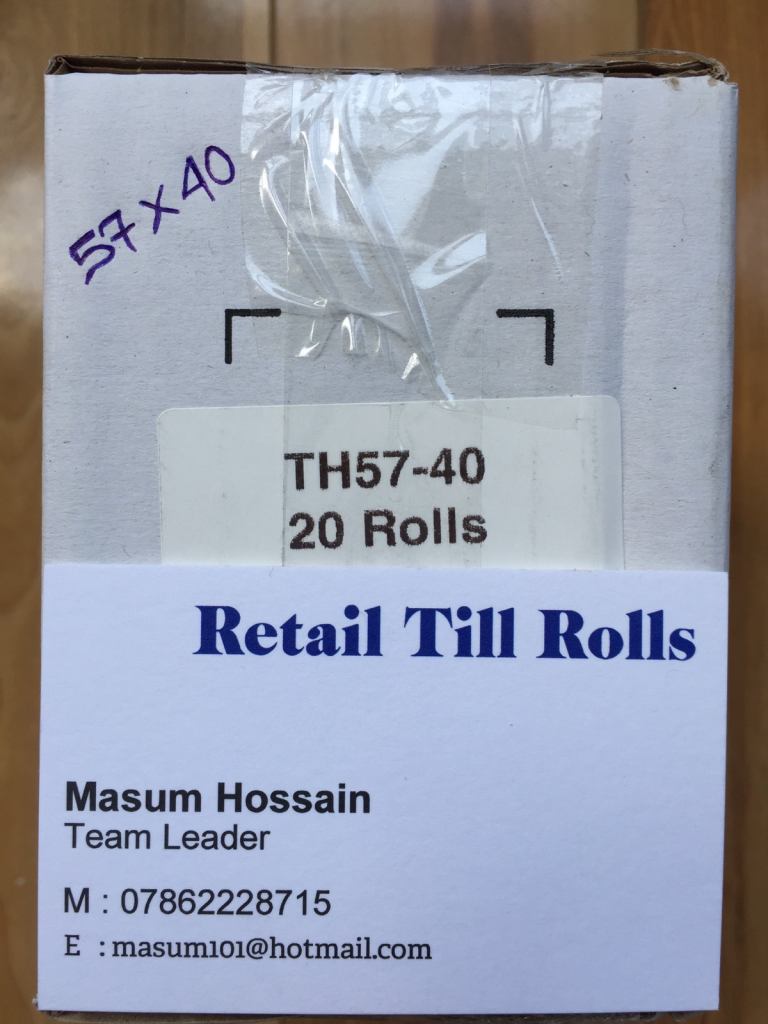 57 x 40
TH57-40
20 Rolls
Retail Till Rolls
Masum Hossain
Team Leader
M : 07862228715
E : masum101@hotmail.com